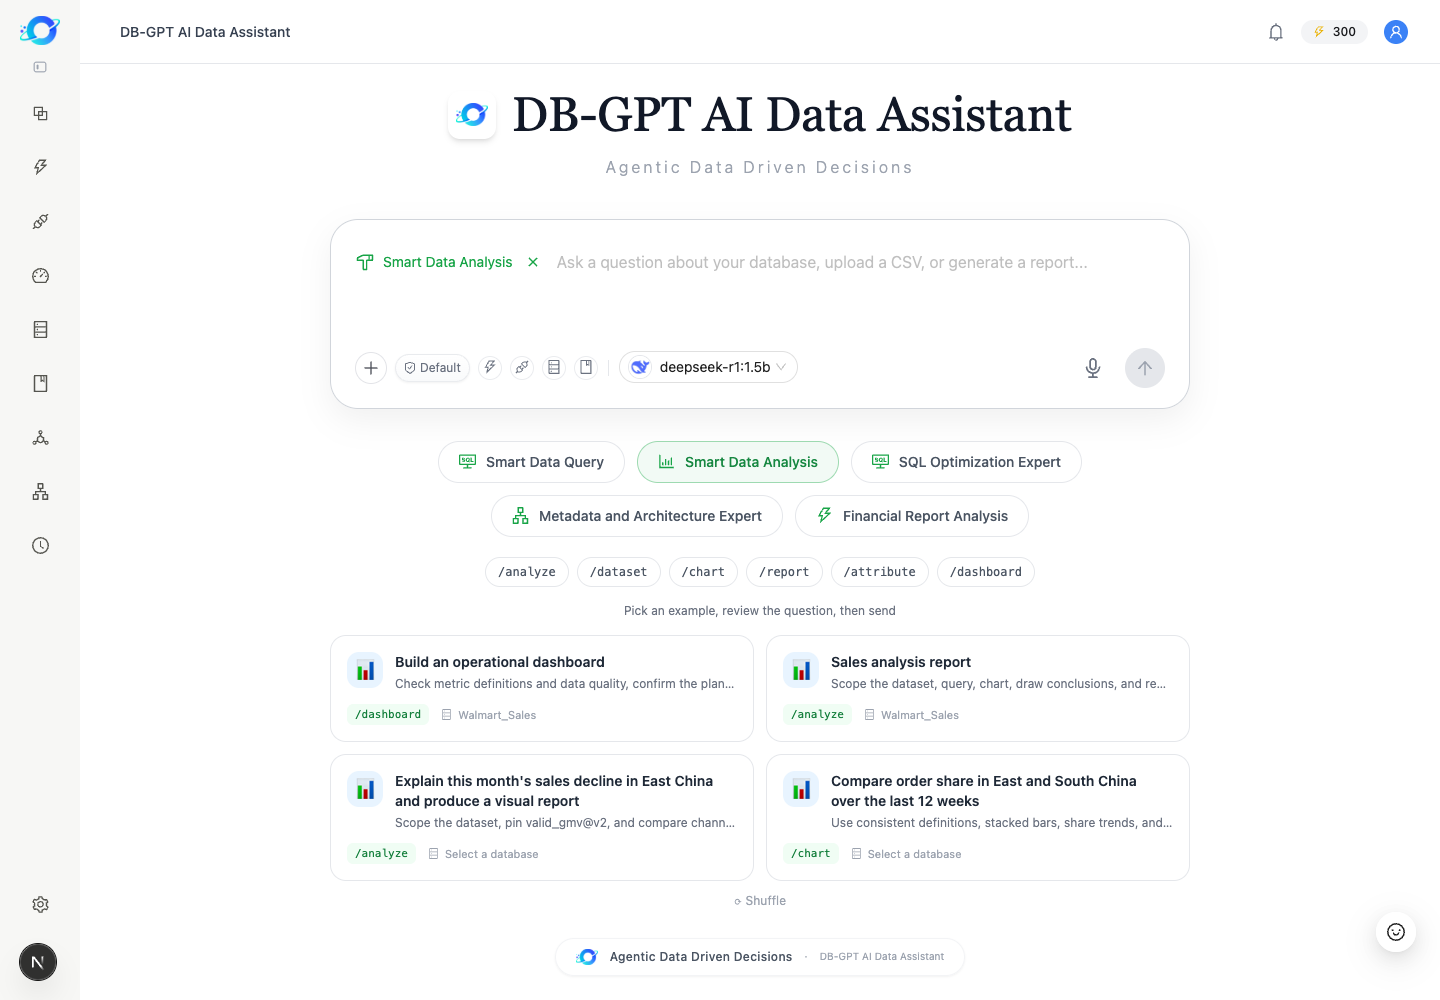 DB-GPT AI Data Assistant
300
DB-GPT AI Data Assistant
Agentic Data Driven Decisions
Smart Data Analysis
Ask a question about your database, upload a CSV, or generate a report...
Default
deepseek-r1:1.5b
SQL Smart Data Query
Smart Data Analysis
SQL SQL Optimization Expert
Metadata and Architecture Expert
Financial Report Analysis
/analyze
/dataset
/chart
/report
/attribute
/dashboard
Pick an example, review the question, then send
Build an operational dashboard
Check metric definitions and data quality, confirm the plan...
/dashboard
Walmart_Sales
Sales analysis report
Scope the dataset, query, chart, draw conclusions, and re...
/analyze
Walmart_Sales
Explain this month's sales decline in East China
and produce a visual report
Scope the dataset, pin valid_gmv@v2, and compare chann...
/analyze
Select a database
Compare order share in East and South China
over the last 12 weeks
Use consistent definitions, stacked bars, share trends, and...
/chart
Select a database
Shuffle
Agentic Data Driven Decisions · DB-GPT AI Data Assistant
N